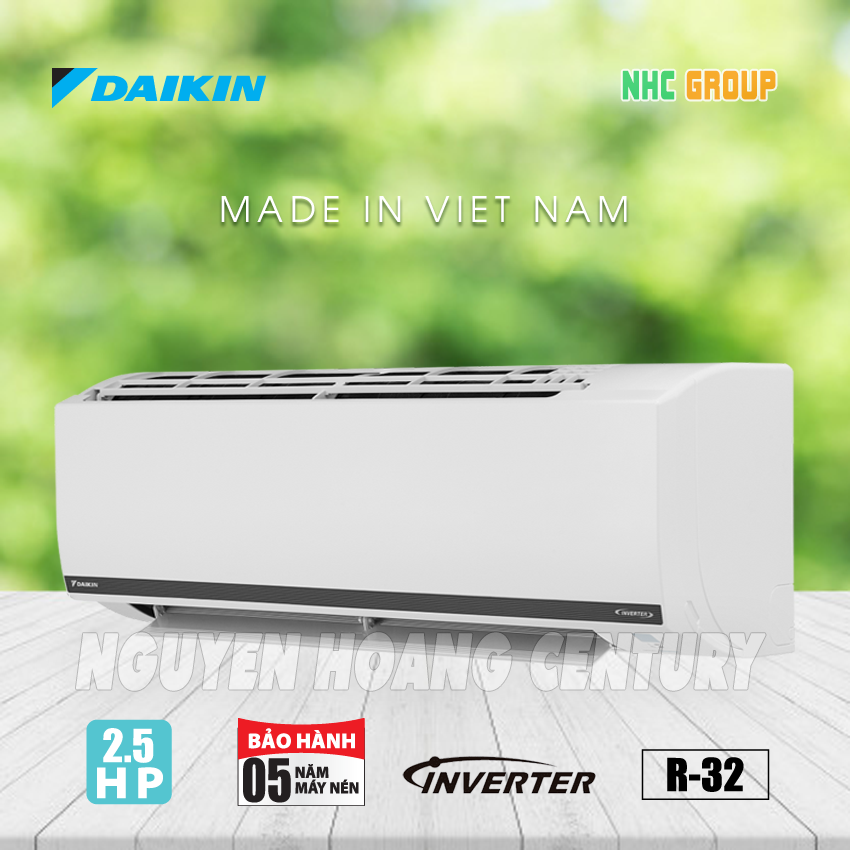 DAIKIN
NHC GROUP
MADE IN VIET NAM
DAIKIN
INVERTER
NGUYEN HOANG CENTURY
2.5
HP
BẢO HÀNH
05 NĂM
MÁY NÉN
INVERTER
R-32